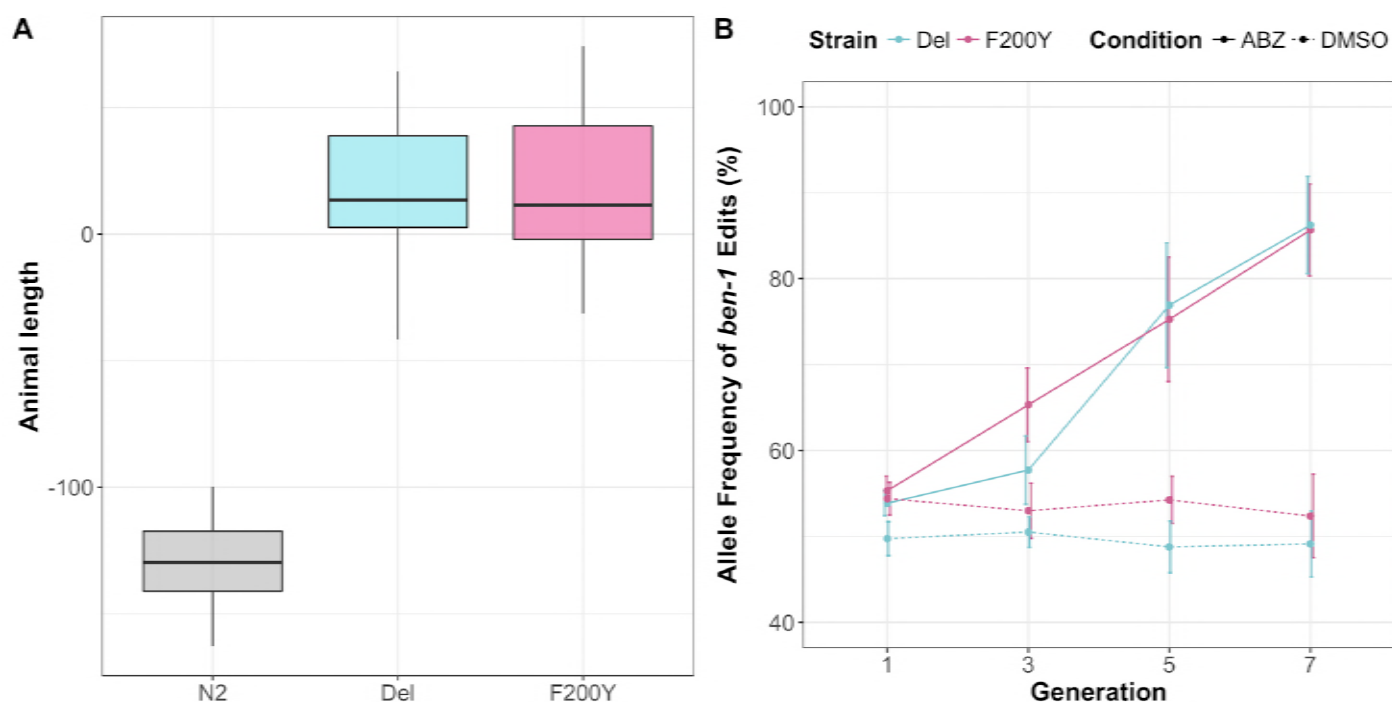 A
Animal length
0
-100
N2 Del F200Y
B
Strain Del F200Y Condition ABZ DMSO
Allele Frequency of ben-1 Edits (%)
100
80
60
40
1 3 5 7
Generation